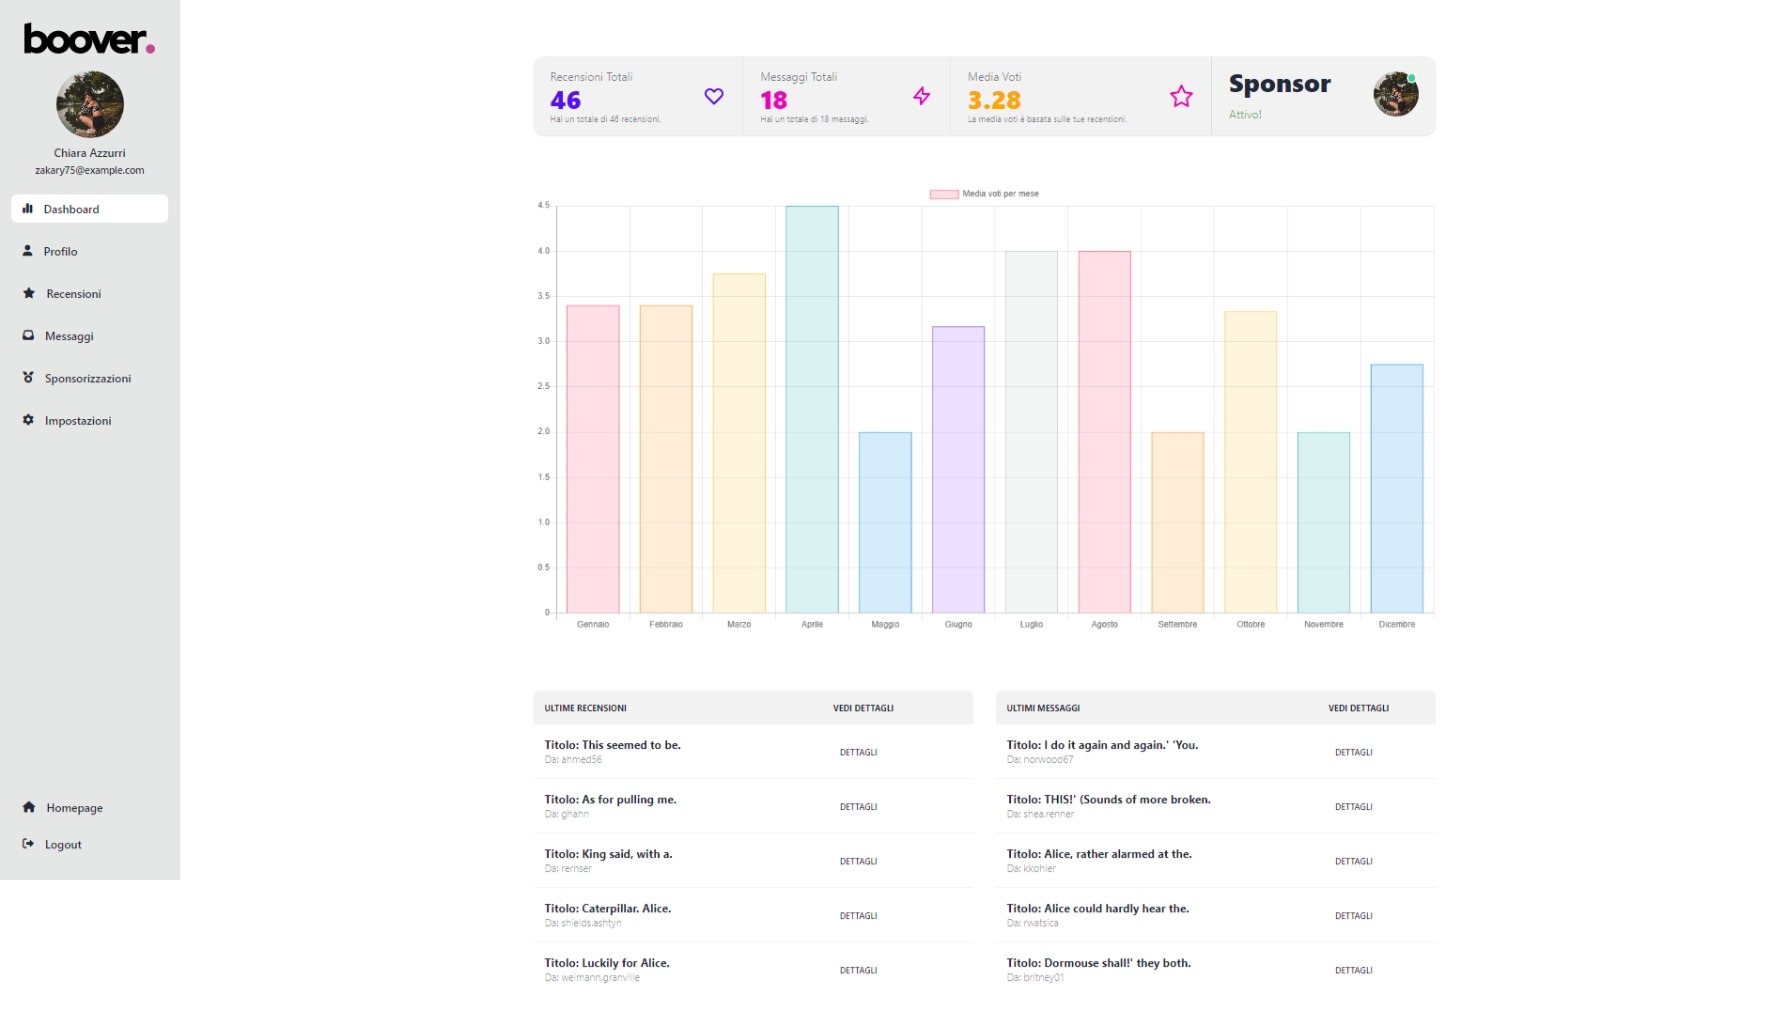 boover.
Chiara Azzurri
zakary75@example.com
Dashboard
Profilo
Recensioni
Messaggi
Sponsorizzazioni
Impostazioni
Homepage
Logout
Recensioni Totali
46
Hai un totale di 46 recensioni.
Messaggi Totali
18
Hai un totale di 18 messaggi.
Media Voti
3.28
La media voti è basata sulle tue recensioni.
Sponsor
Attivo!
Media voti per mese
4.5
4.0
3.5
3.0
2.5
2.0
1.5
1.0
0.5
0
Gennaio Febbraio Marzo Aprile Maggio Giugno Luglio Agosto Settembre Ottobre Novembre Dicembre
ULTIME RECENSIONI VEDI DETTAGLI
Titolo: This seemed to be. DETTAGLI
Da: ahmed56
Titolo: As for pulling me. DETTAGLI
Da: ghahn
Titolo: King said, with a. DETTAGLI
Da: rernser
Titolo: Caterpillar. Alice. DETTAGLI
Da: shields.ashtyn
Titolo: Luckily for Alice. DETTAGLI
Da: weimann.granville
ULTIMI MESSAGGI VEDI DETTAGLI
Titolo: I do it again and again.' 'You. DETTAGLI
Da: norwood67
Titolo: THIS!' (Sounds of more broken. DETTAGLI
Da: shea.renner
Titolo: Alice, rather alarmed at the. DETTAGLI
Da: kkohler
Titolo: Alice could hardly hear the. DETTAGLI
Da: rwatsica
Titolo: Dormouse shall!' they both. DETTAGLI
Da: britney01